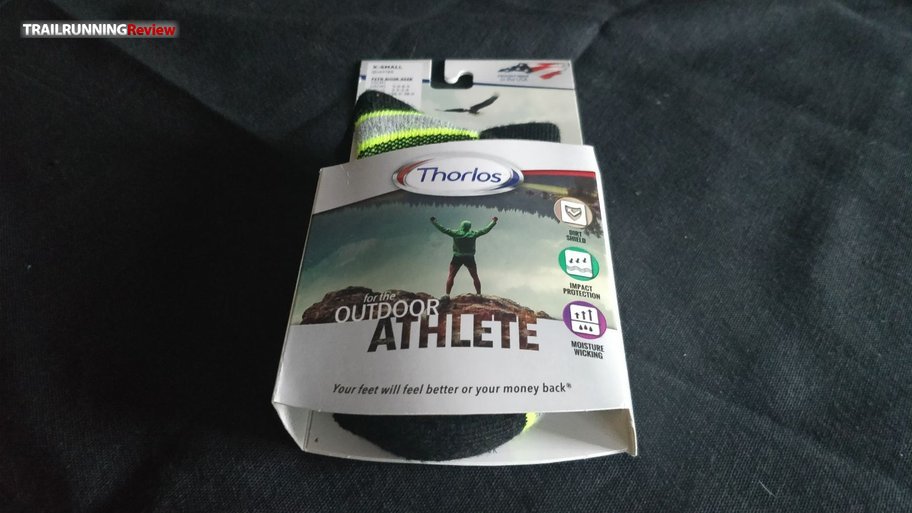 TRAILRUNNINGReview
X-SMALL
Thorlos
DIRT
SHIELD
IMPACT
PROTECTION
MOISTURE
WICKING
for the
OUTDOOR
ATHLETE
Your feet will feel better or your money back®